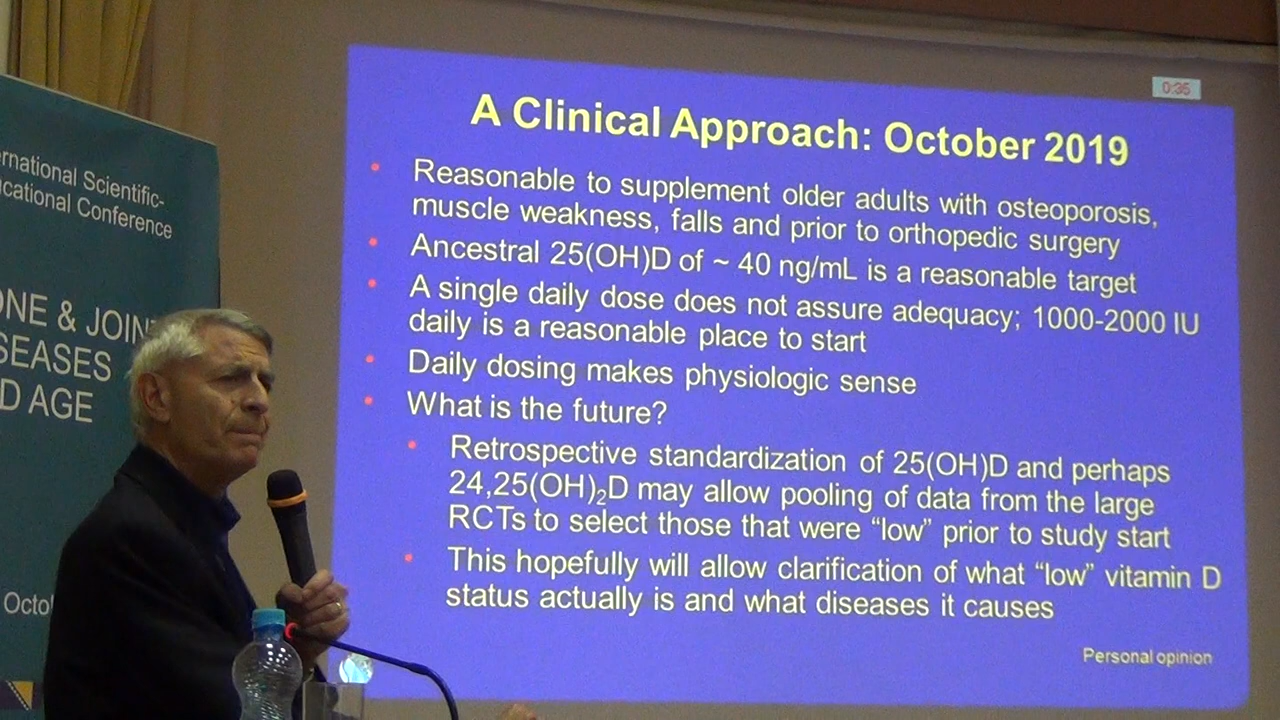 ernational Scientific-
cational Conference
ONE & JOIN
SEASES
D AGE
Octo
0:35
A Clinical Approach: October 2019
• Reasonable to supplement older adults with osteoporosis,
muscle weakness, falls and prior to orthopedic surgery
• Ancestral 25(OH)D of ~ 40 ng/mL is a reasonable target
• A single daily dose does not assure adequacy; 1000-2000 IU
daily is a reasonable place to start
• Daily dosing makes physiologic sense
• What is the future?
• Retrospective standardization of 25(OH)D and perhaps
24,25(OH)₂D may allow pooling of data from the large
RCTs to select those that were “low” prior to study start
• This hopefully will allow clarification of what “low” vitamin D
status actually is and what diseases it causes
Personal opinion